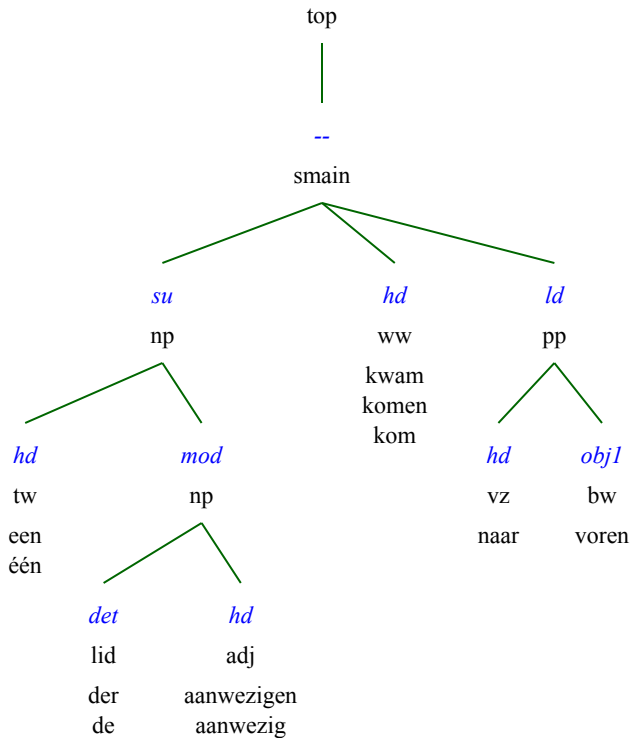 top
--
smain
su hd ld
np ww pp
kwam
komen
kom
hd mod hd obj1
tw np vz bw
een naar voren
één
det hd
lid adj
der aanwezigen
de aanwezig